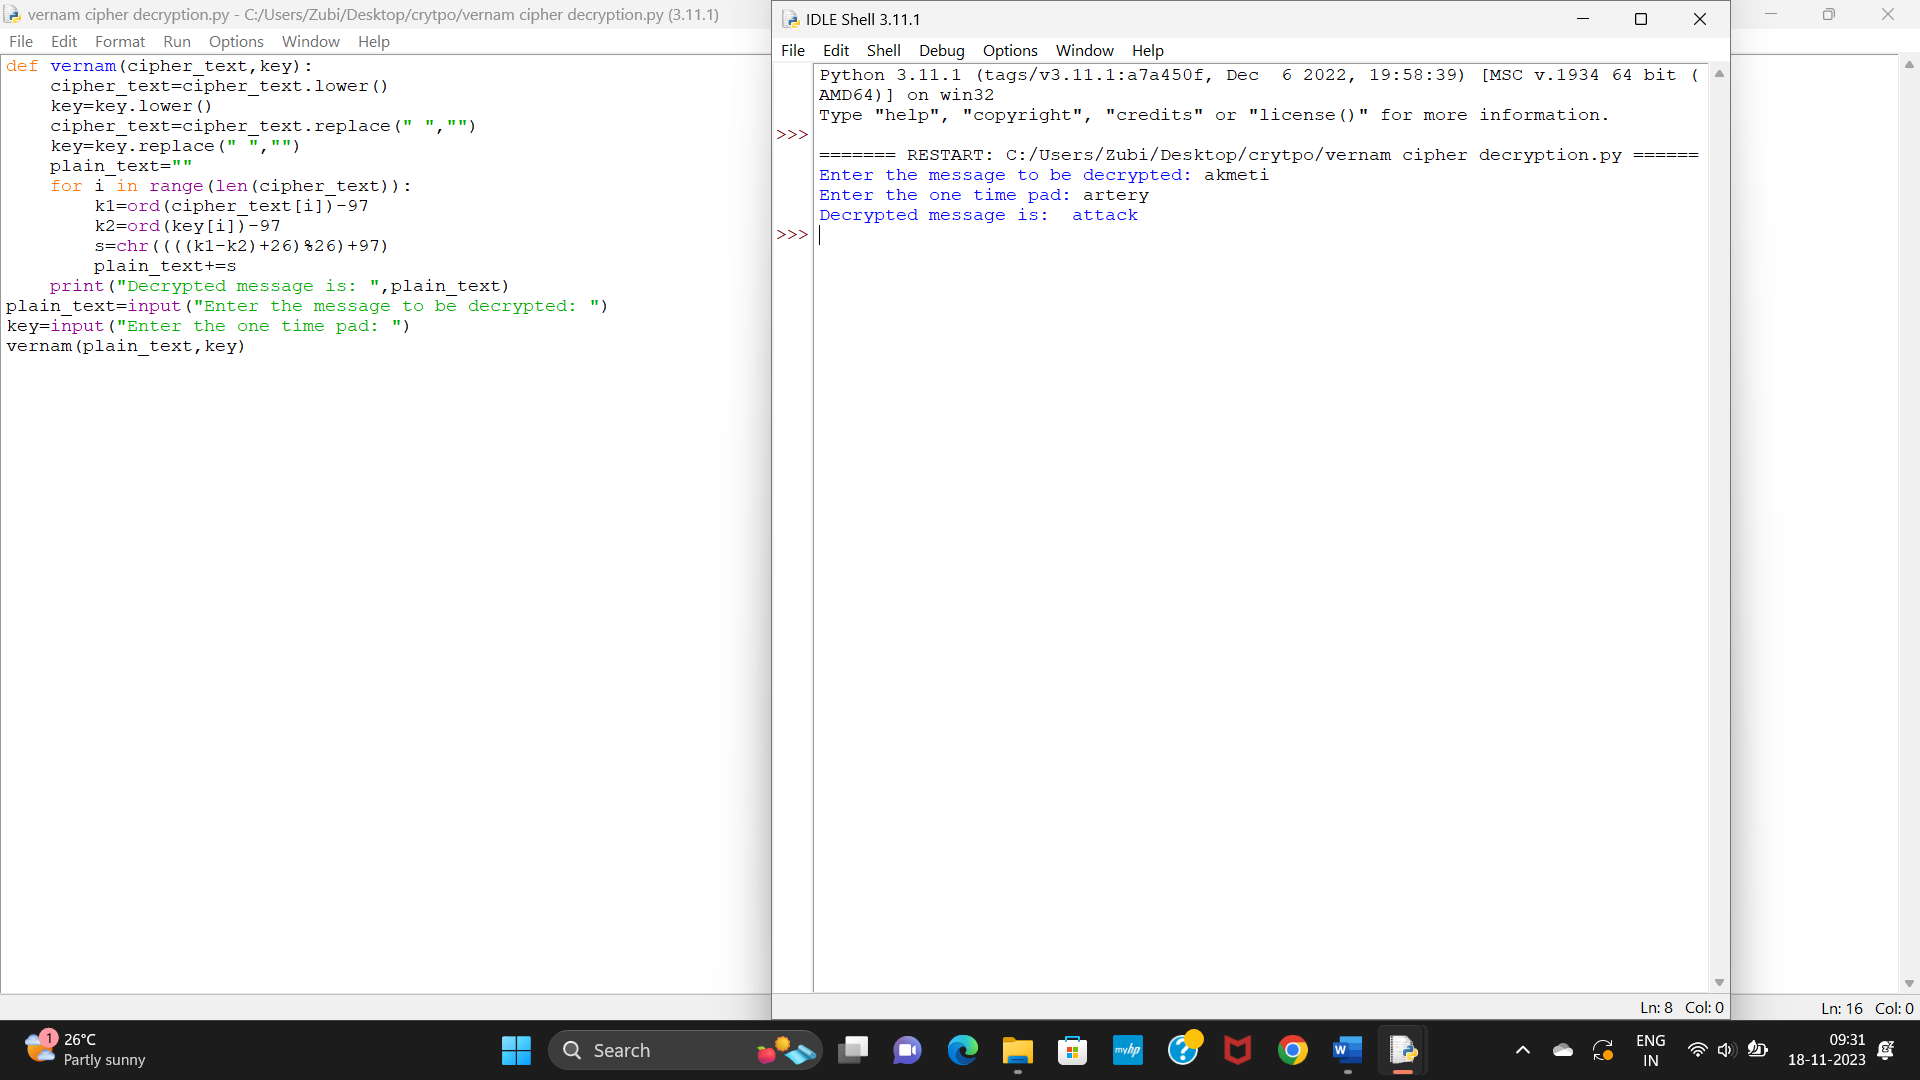 vernam cipher decryption.py - C:/Users/Zubi/Desktop/crytpo/vernam cipher decryption.py (3.11.1)
File Edit Format Run Options Window Help
def vernam(cipher_text,key):
    cipher_text=cipher_text.lower()
    key=key.lower()
    cipher_text=cipher_text.replace(" ","")
    key=key.replace(" ","")
    plain_text=""
    for i in range(len(cipher_text)):
        k1=ord(cipher_text[i])-97
        k2=ord(key[i])-97
        s=chr((((k1-k2)+26)%26)+97)
        plain_text+=s
    print("Decrypted message is: ",plain_text)
plain_text=input("Enter the message to be decrypted: ")
key=input("Enter the one time pad: ")
vernam(plain_text,key)
IDLE Shell 3.11.1
File Edit Shell Debug Options Window Help
Python 3.11.1 (tags/v3.11.1:a7a450f, Dec  6 2022, 19:58:39) [MSC v.1934 64 bit (
AMD64)] on win32
Type "help", "copyright", "credits" or "license()" for more information.
>>>
======= RESTART: C:/Users/Zubi/Desktop/crytpo/vernam cipher decryption.py ======
Enter the message to be decrypted: akmeti
Enter the one time pad: artery
Decrypted message is:  attack
>>>
Ln: 8 Col: 0
Ln: 16 Col: 0
1
26°C
Partly sunny
Search
myhp
ENG
IN
09:31
18-11-2023